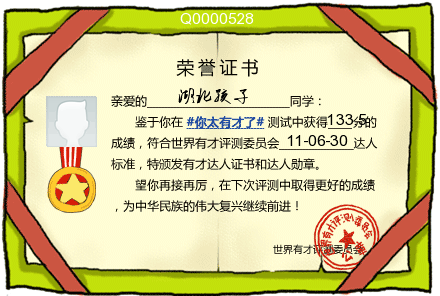 Q0000528
荣誉证书
亲爱的 湖北孩子 同学：
鉴于你在 #你太有才了# 测试中获得133.5分的
成绩，符合世界有才评测委员会 11-06-30 达人
标准，特颁发有才达人证书和达人勋章。
望你再接再厉，在下次评测中取得更好的成绩
，为中华民族的伟大复兴继续前进！
世界有才评测委员会